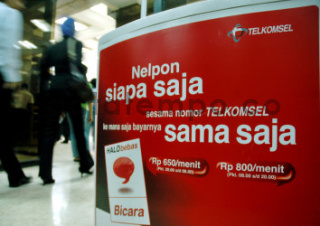 TELKOMSEL
Nelpon
siapa saja
sesama nomor TELKOMSEL
ke mana saja bayarnya
sama saja
HALObebas
Bicara
Rp 650/menit
Rp 800/menit